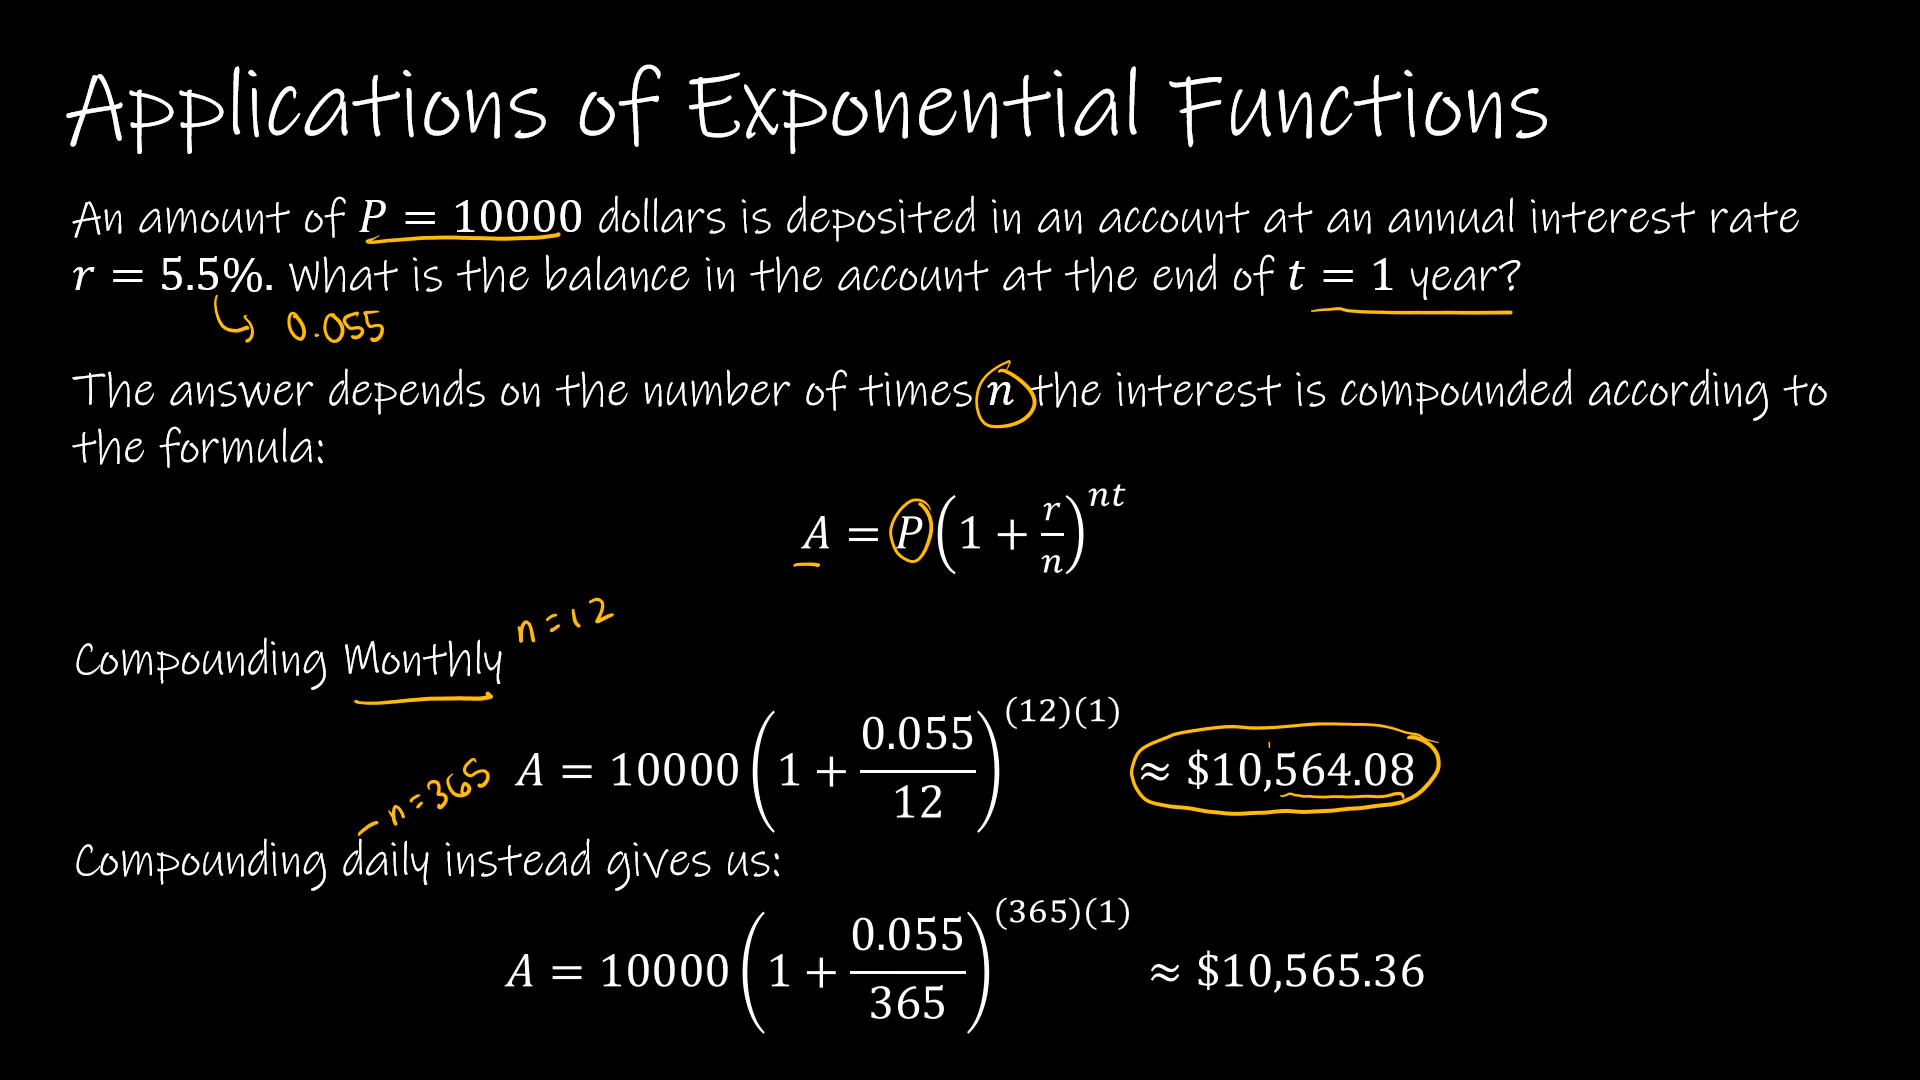 Applications of Exponential Functions
An amount of P = 10000 dollars is deposited in an account at an annual interest rate
r = 5.5%. What is the balance in the account at the end of t = 1 year?
0.055
The answer depends on the number of times n the interest is compounded according to
the formula:
A = P(1 + r/n)^nt
n = 12
Compounding Monthly
A = 10000(1 + 0.055/12)^(12)(1) ≈ $10,564.08
n = 365
Compounding daily instead gives us:
A = 10000(1 + 0.055/365)^(365)(1) ≈ $10,565.36